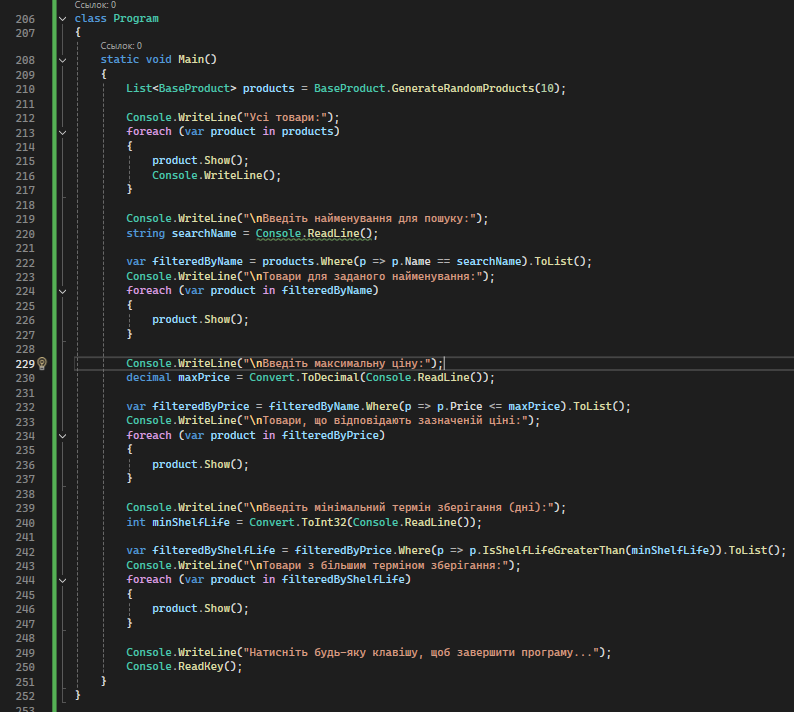 Ссылок: 0
206 class Program
207 {
Ссылок: 0
208 static void Main()
209 {
210 List<BaseProduct> products = BaseProduct.GenerateRandomProducts(10);
211
212 Console.WriteLine("Усі товари:");
213 foreach (var product in products)
214 {
215 product.Show();
216 Console.WriteLine();
217 }
218
219 Console.WriteLine("\nВведіть найменування для пошуку:");
220 string searchName = Console.ReadLine();
221
222 var filteredByName = products.Where(p => p.Name == searchName).ToList();
223 Console.WriteLine("\nТовари для заданого найменування:");
224 foreach (var product in filteredByName)
225 {
226 product.Show();
227 }
228
229 Console.WriteLine("\nВведіть максимальну ціну:");
230 decimal maxPrice = Convert.ToDecimal(Console.ReadLine());
231
232 var filteredByPrice = filteredByName.Where(p => p.Price <= maxPrice).ToList();
233 Console.WriteLine("\nТовари, що відповідають зазначеній ціні:");
234 foreach (var product in filteredByPrice)
235 {
236 product.Show();
237 }
238
239 Console.WriteLine("\nВведіть мінімальний термін зберігання (дні):");
240 int minShelfLife = Convert.ToInt32(Console.ReadLine());
241
242 var filteredByShelfLife = filteredByPrice.Where(p => p.IsShelfLifeGreaterThan(minShelfLife)).ToList();
243 Console.WriteLine("\nТовари з більшим терміном зберігання:");
244 foreach (var product in filteredByShelfLife)
245 {
246 product.Show();
247 }
248
249 Console.WriteLine("Натисніть будь-яку клавішу, щоб завершити програму...");
250 Console.ReadKey();
251 }
252 }
253